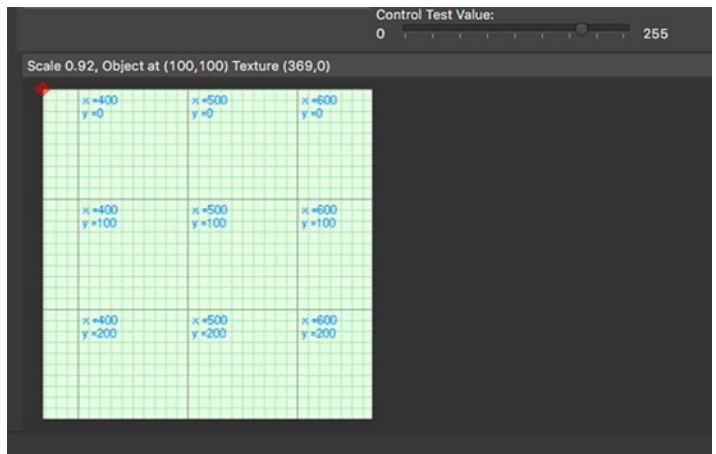 Control Test Value:
0 255
Scale 0.92, Object at (100,100) Texture (369,0)
x =400 x =500 x =600
y =0 y =0 y =0
x =400 x =500 x =600
y =100 y =100 y =100
x =400 x =500 x =600
y =200 y =200 y =200